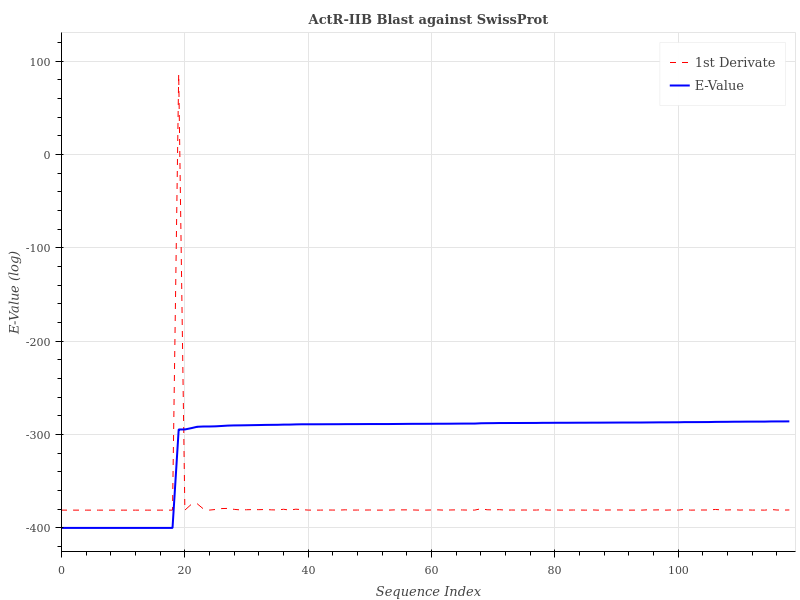 ActR-IIB Blast against SwissProt
1st Derivate
E-Value
100
0
-100
-200
-300
-400
E-Value (log)
0 20 40 60 80 100
Sequence Index